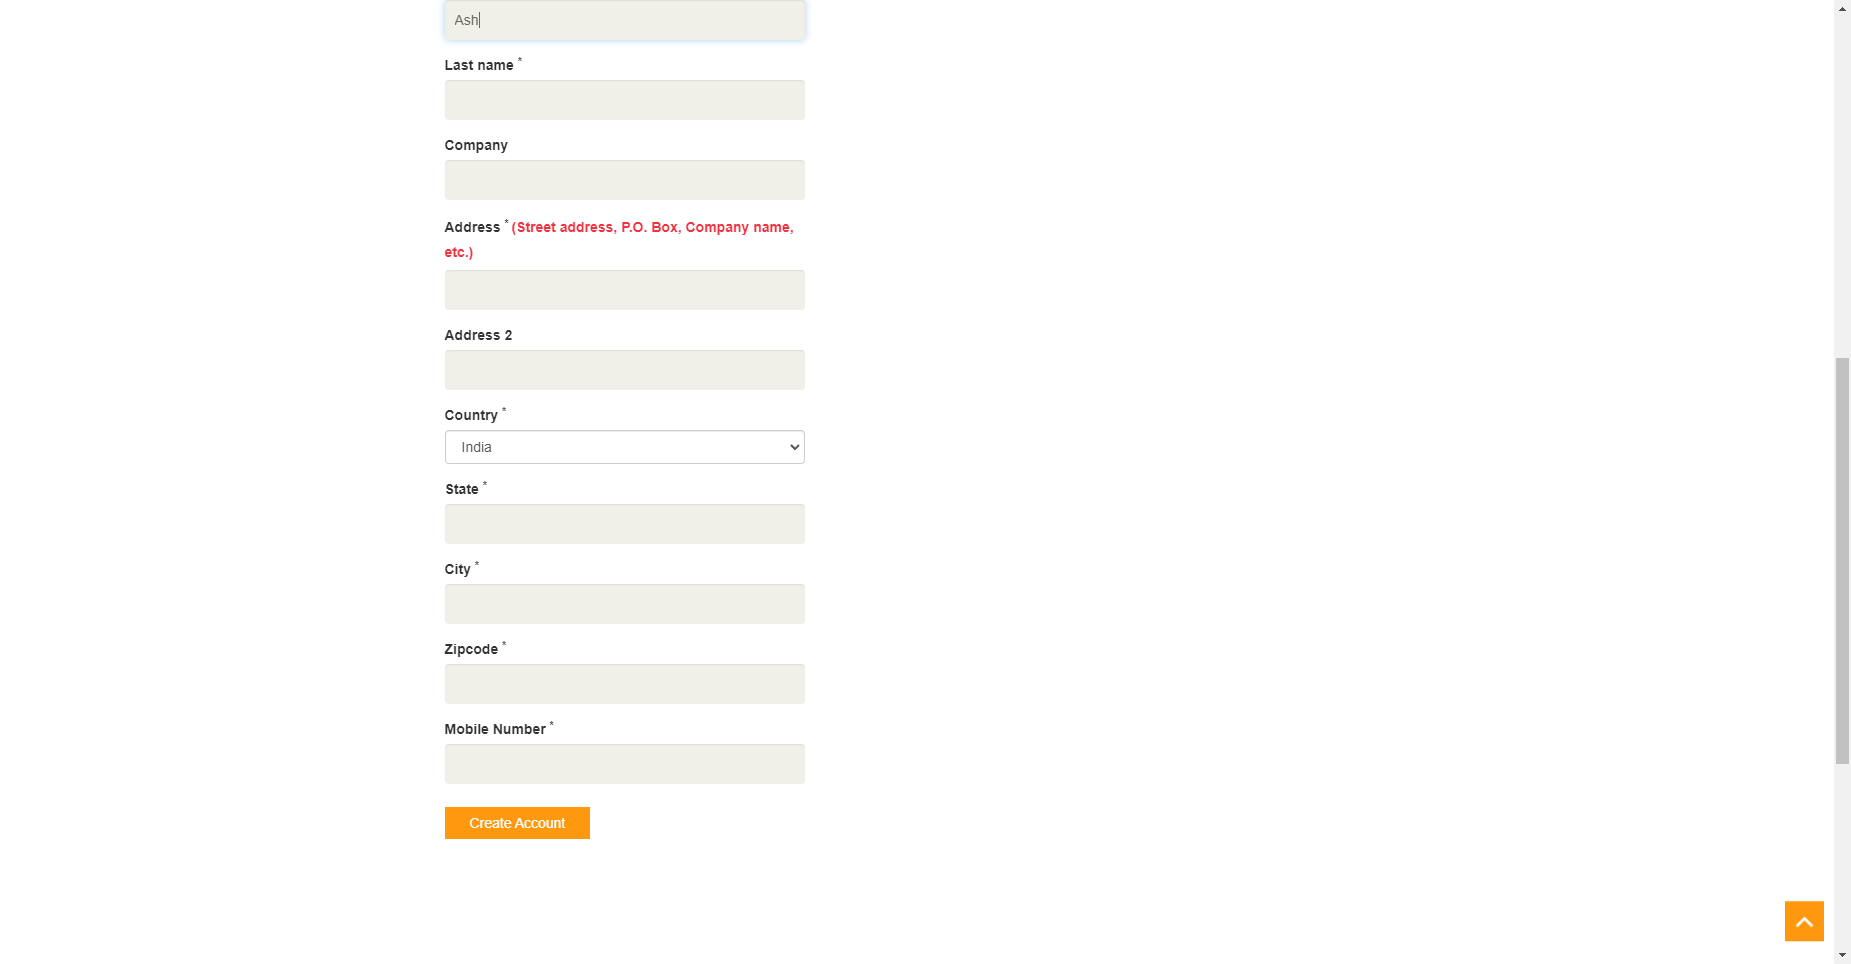 Ash
Last name *
Company
Address * (Street address, P.O. Box, Company name,
etc.)
Address 2
Country *
India
State *
City *
Zipcode *
Mobile Number *
Create Account